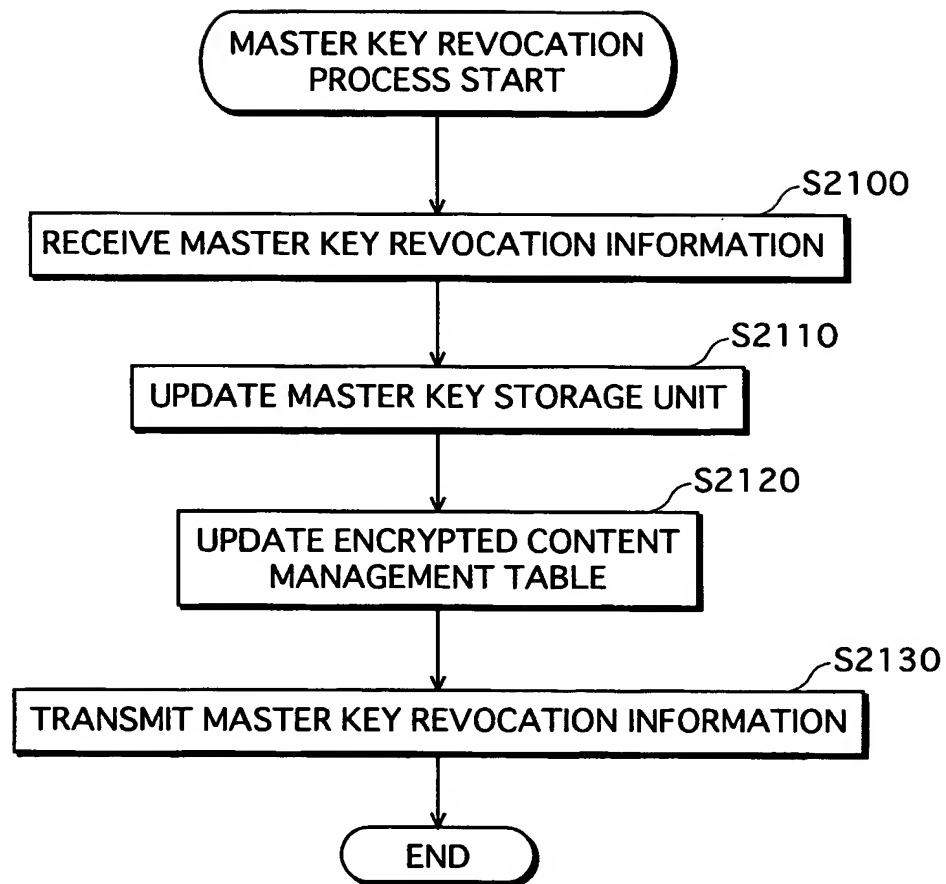 MASTER KEY REVOCATION
PROCESS START
S2100
RECEIVE MASTER KEY REVOCATION INFORMATION
S2110
UPDATE MASTER KEY STORAGE UNIT
S2120
UPDATE ENCRYPTED CONTENT
MANAGEMENT TABLE
S2130
TRANSMIT MASTER KEY REVOCATION INFORMATION
END